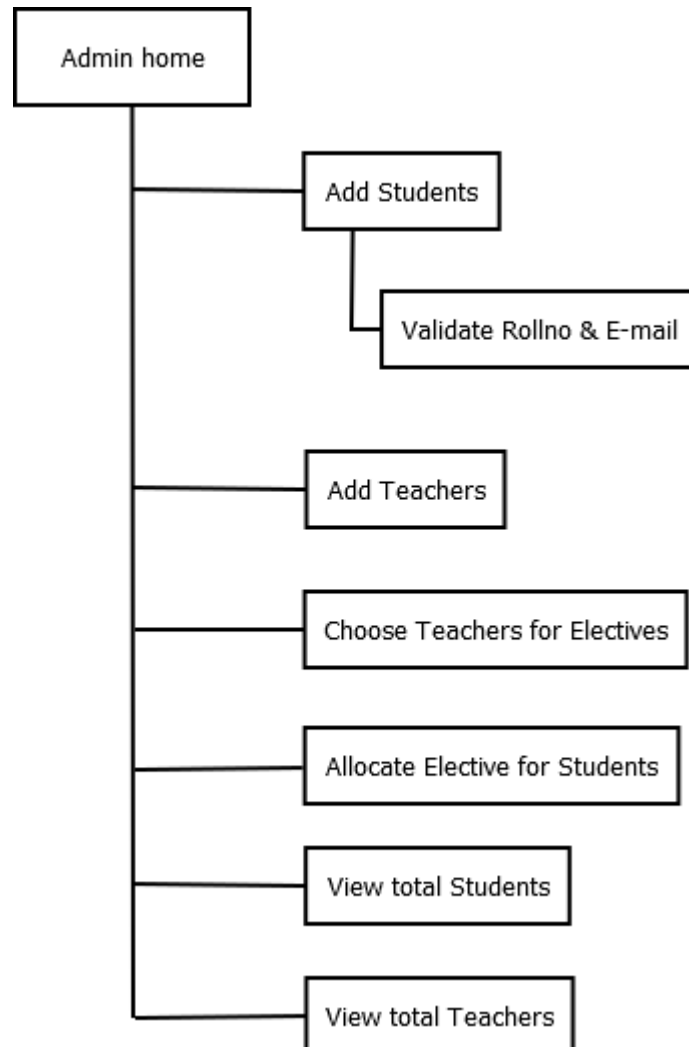 Admin home
Add Students
Validate Rollno & E-mail
Add Teachers
Choose Teachers for Electives
Allocate Elective for Students
View total Students
View total Teachers